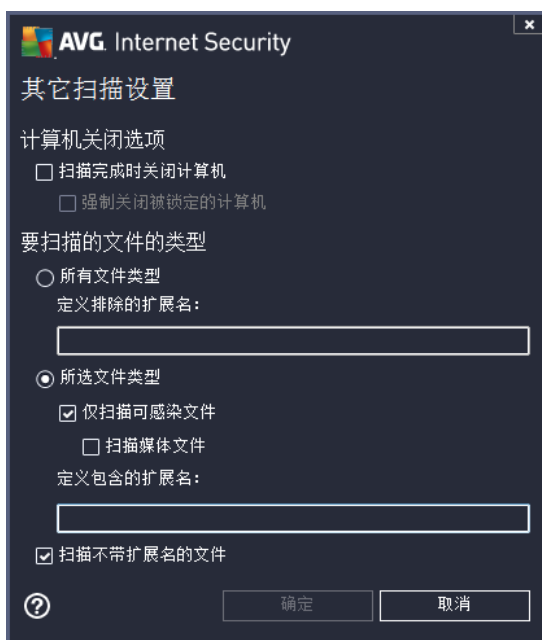 AVG. Internet Security
其它扫描设置
计算机关闭选项
扫描完成时关闭计算机
强制关闭被锁定的计算机
要扫描的文件的类型
所有文件类型
定义排除的扩展名:
所选文件类型
仅扫描可感染文件
扫描媒体文件
定义包含的扩展名:
扫描不带扩展名的文件
确定 取消